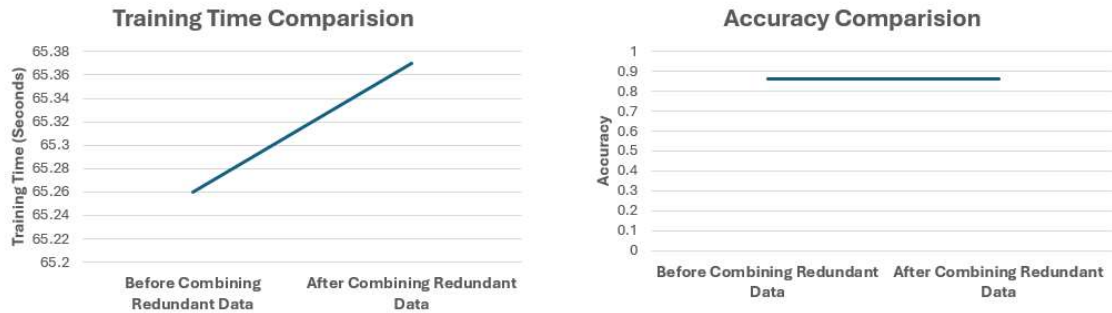 Training Time Comparision
Training Time (Seconds)
65.38
65.36
65.34
65.32
65.3
65.28
65.26
65.24
65.22
65.2
Before Combining
Redundant Data
After Combining Redundant
Data
Accuracy Comparision
Accuracy
1
0.9
0.8
0.7
0.6
0.5
0.4
0.3
0.2
0.1
0
Before Combining Redundant
Data
After Combining Redundant
Data